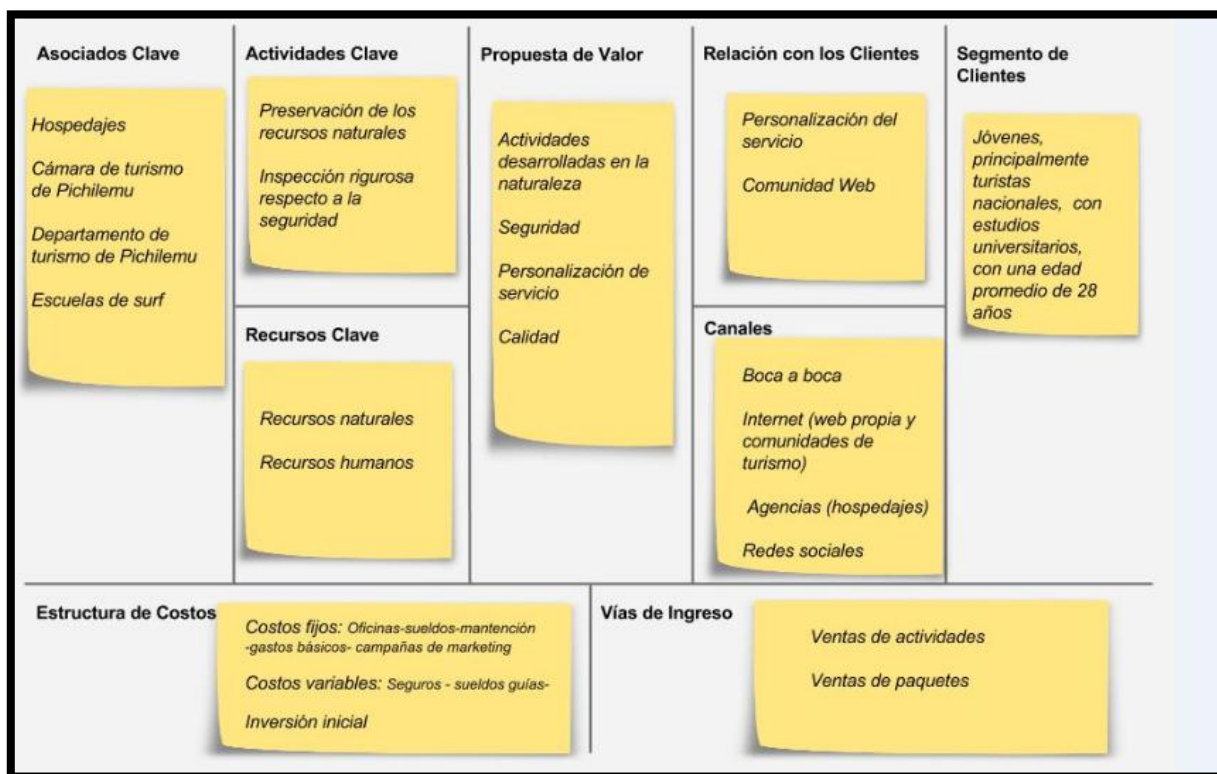 Asociados Clave
Hospedajes
Cámara de turismo
de Pichilemu
Departamento de
turismo de Pichilemu
Escuelas de surf
Actividades Clave
Preservación de los
recursos naturales
Inspección rigurosa
respecto a la
seguridad
Recursos Clave
Recursos naturales
Recursos humanos
Propuesta de Valor
Actividades
desarrolladas en la
naturaleza
Seguridad
Personalización de
servicio
Calidad
Relación con los Clientes
Personalización del
servicio
Comunidad Web
Canales
Boca a boca
Internet (web propia y
comunidades de
turismo)
Agencias (hospedajes)
Redes sociales
Segmento de
Clientes
Jóvenes,
principalmente
turistas
nacionales, con
estudios
universitarios,
con una edad
promedio de 28
años
Estructura de Costos
Costos fijos: Oficinas-sueldos-mantención
-gastos básicos- campañas de marketing
Costos variables: Seguros - sueldos guías-
Inversión inicial
Vías de Ingreso
Ventas de actividades
Ventas de paquetes